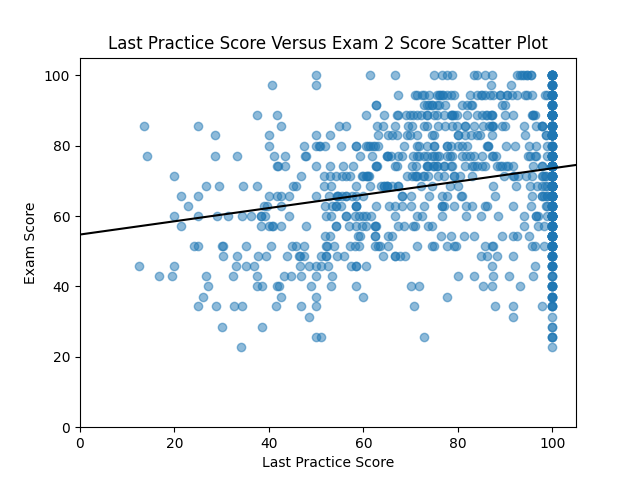 Last Practice Score Versus Exam 2 Score Scatter Plot
100
80
60
40
20
0
Exam Score
0 20 40 60 80 100
Last Practice Score